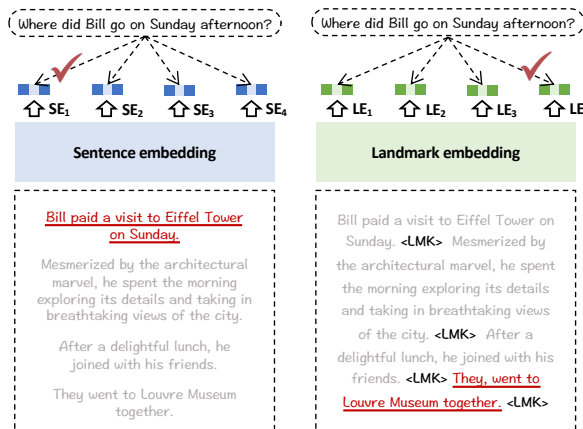 Where did Bill go on Sunday afternoon?
SE1 SE2 SE3 SE4
Sentence embedding
Bill paid a visit to Eiffel Tower
on Sunday.
Mesmerized by the architectural
marvel, he spent the morning
exploring its details and taking in
breathtaking views of the city.
After a delightful lunch, he
joined with his friends.
They went to Louvre Museum
together.
Where did Bill go on Sunday afternoon?
LE1 LE2 LE3 LE
Landmark embedding
Bill paid a visit to Eiffel Tower on
Sunday. <LMK> Mesmerized by
the architectural marvel, he spent
the morning exploring its details
and taking in breathtaking views
of the city. <LMK> After a
delightful lunch, he joined with his
friends. <LMK> They, went to
Louvre Museum together. <LMK>